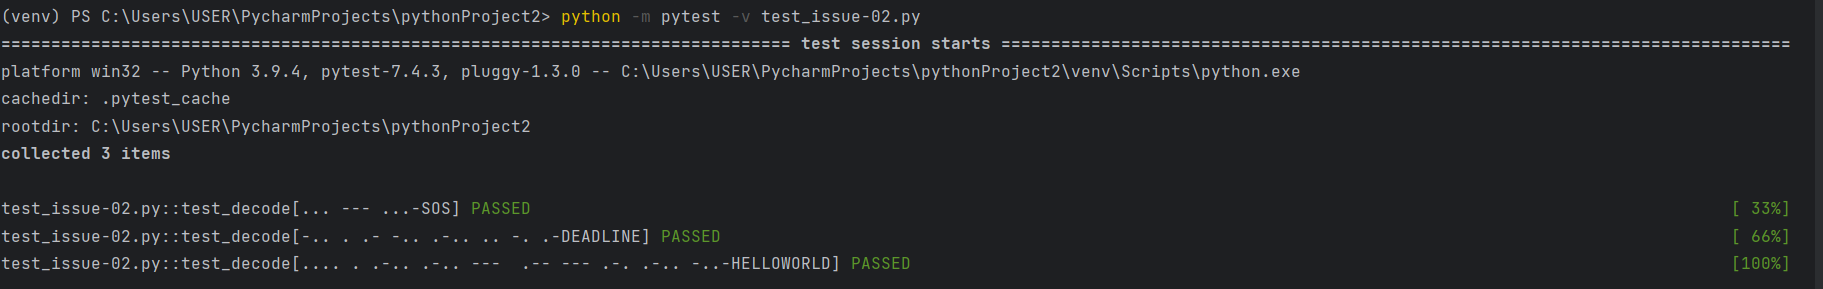 (venv) PS C:\Users\USER\PycharmProjects\pythonProject2> python -m pytest -v test_issue-02.py
=============================================================================== test session starts ===============================================================================
platform win32 -- Python 3.9.4, pytest-7.4.3, pluggy-1.3.0 -- C:\Users\USER\PycharmProjects\pythonProject2\venv\Scripts\python.exe
cachedir: .pytest_cache
rootdir: C:\Users\USER\PycharmProjects\pythonProject2
collected 3 items
test_issue-02.py::test_decode[... --- ...-SOS] PASSED [ 33%]
test_issue-02.py::test_decode[-.. . .- -.. .-.. .. -. .-DEADLINE] PASSED [ 66%]
test_issue-02.py::test_decode[.... . .-.. .-.. ---  .-- --- .-. .-.. -..-HELLOWORLD] PASSED [100%]